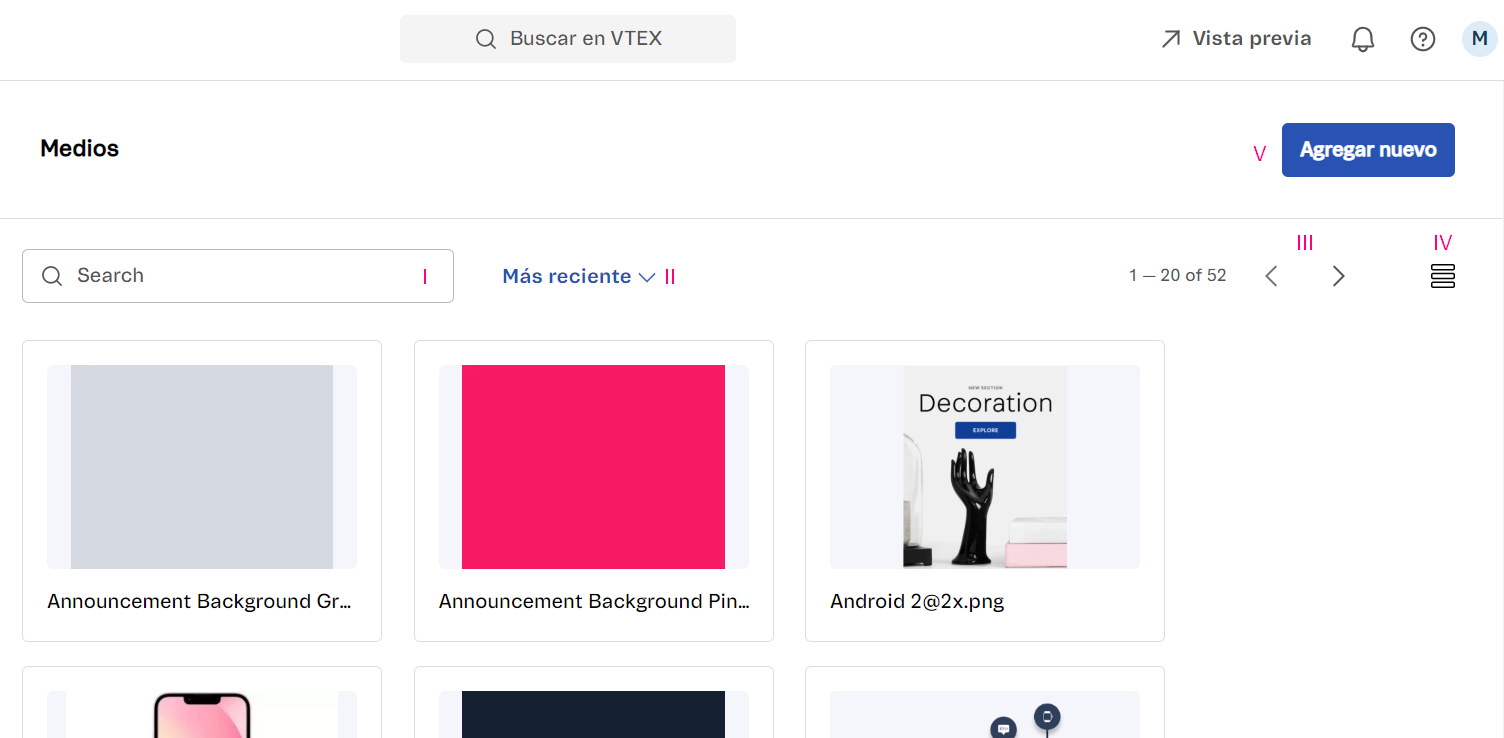 Buscar en VTEX
Vista previa
M
Medios
V
Agregar nuevo
III
IV
Search
I
Más reciente
II
1 — 20 of 52
NEW SECTION
Decoration
EXPLORE
Announcement Background Gr...
Announcement Background Pin...
Android 2@2x.png